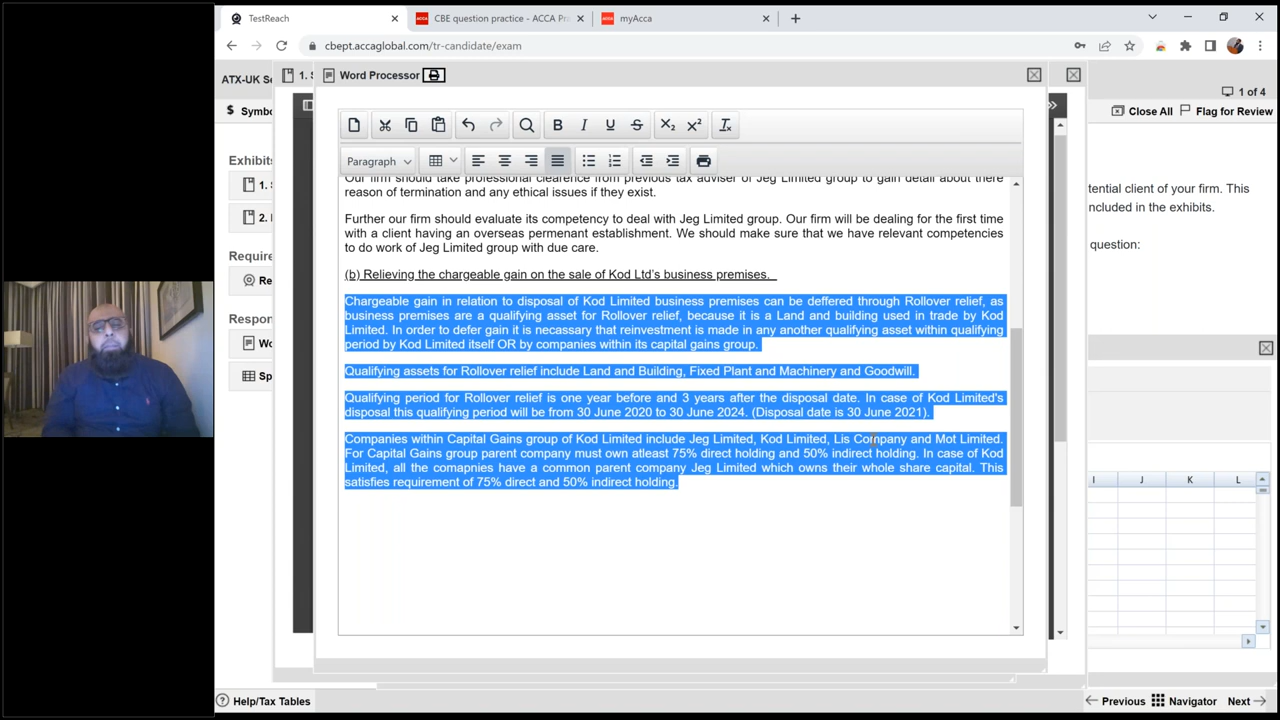 TestReach
CBE question practice - ACCA Pra
myAcca
cbept.accaglobal.com/tr-candidate/exam
ATX-UK Se
1. S
Word Processor
1 of 4
$ Symbo
Close All
Flag for Review
Paragraph
Exhibits
1. S
2.
Require
Re
Respon
Wo
Sp
Our firm should take professional clearence from previous tax adviser of Jeg Limited group to gain detail about there
reason of termination and any ethical issues if they exist.
Further our firm should evaluate its competency to deal with Jeg Limited group. Our firm will be dealing for the first time
with a client having an overseas permenant establishment. We should make sure that we have relevant competencies
to do work of Jeg Limited group with due care.
(b) Relieving the chargeable gain on the sale of Kod Ltd's business premises.
Chargeable gain in relation to disposal of Kod Limited business premises can be deffered through Rollover relief, as
business premises are a qualifying asset for Rollover relief, because it is a Land and building used in trade by Kod
Limited. In order to defer gain it is necassary that reinvestment is made in any another qualifying asset within qualifying
period by Kod Limited itself OR by companies within its capital gains group.
Qualifying assets for Rollover relief include Land and Building, Fixed Plant and Machinery and Goodwill.
Qualifying period for Rollover relief is one year before and 3 years after the disposal date. In case of Kod Limited's
disposal this qualifying period will be from 30 June 2020 to 30 June 2024. (Disposal date is 30 June 2021).
Companies within Capital Gains group of Kod Limited include Jeg Limited, Kod Limited, Lis Company and Mot Limited.
For Capital Gains group parent company must own atleast 75% direct holding and 50% indirect holding. In case of Kod
Limited, all the comapnies have a common parent company Jeg Limited which owns their whole share capital. This
satisfies requirement of 75% direct and 50% indirect holding.
tential client of your firm. This
ncluded in the exhibits.
question:
I J K L
Help/Tax Tables
Previous
Navigator
Next